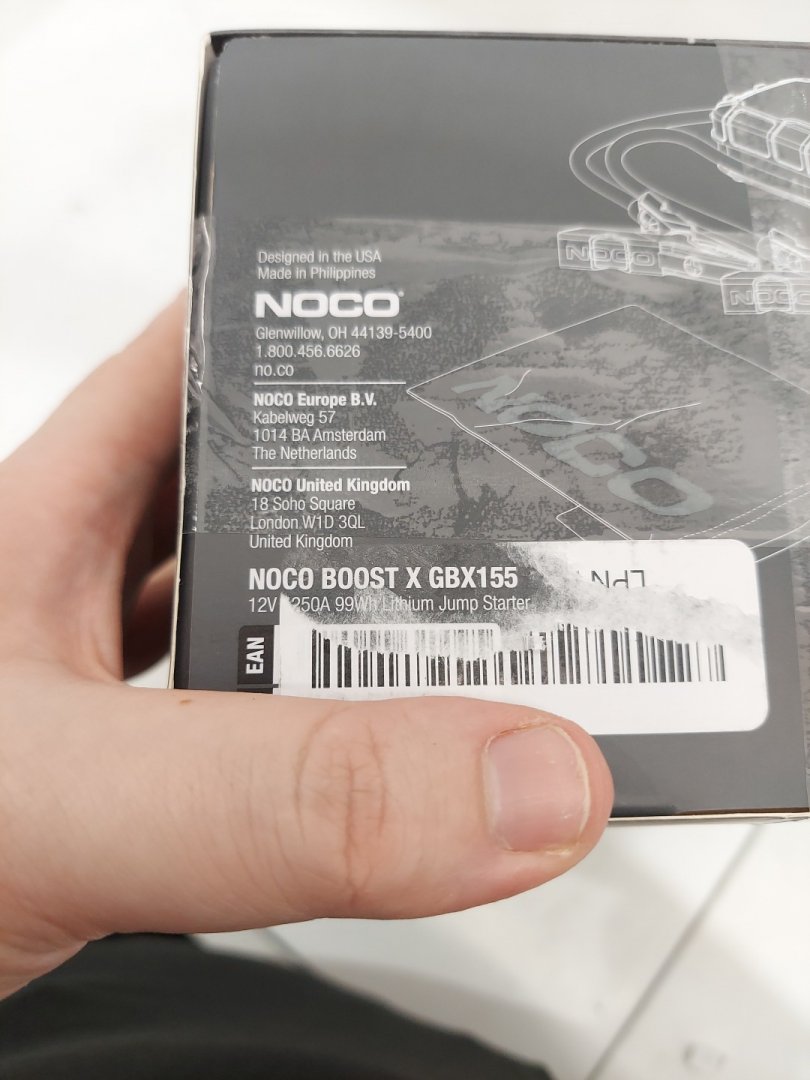 Designed in the USA
Made in Philippines
NOCO
Glenwillow, OH 44139-5400
1.800.456.6626
no.co
NOCO Europe B.V.
Kabelweg 57
1014 BA Amsterdam
The Netherlands
NOCO United Kingdom
18 Soho Square
London W1D 3QL
United Kingdom
NOCO
NOCO
NOCO
NOCO BOOST X GBX155
LPN
12V 250A 99Wh Lithium Jump Starter
EAN